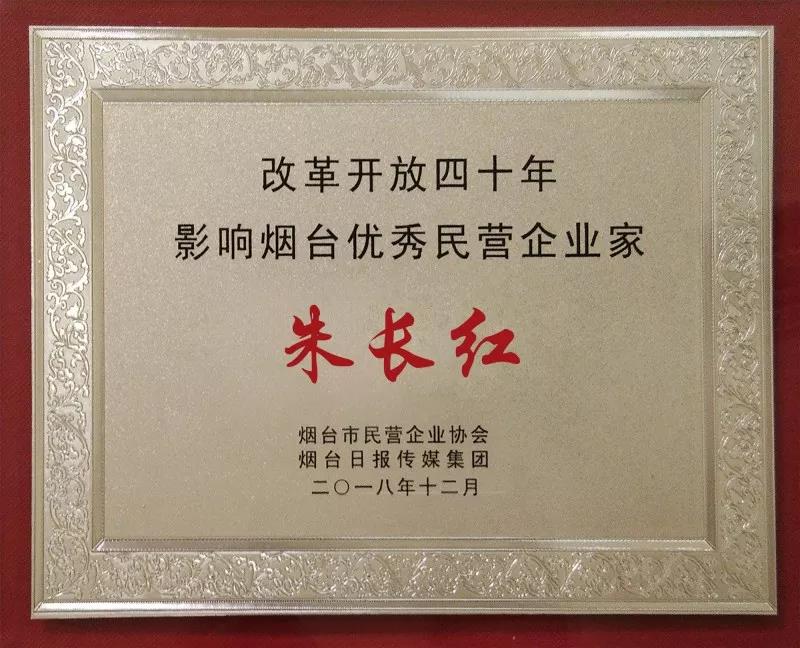 改革开放四十年
影响烟台优秀民营企业家
朱长红
烟台市民营企业协会
烟台日报传媒集团
二〇一八年十二月